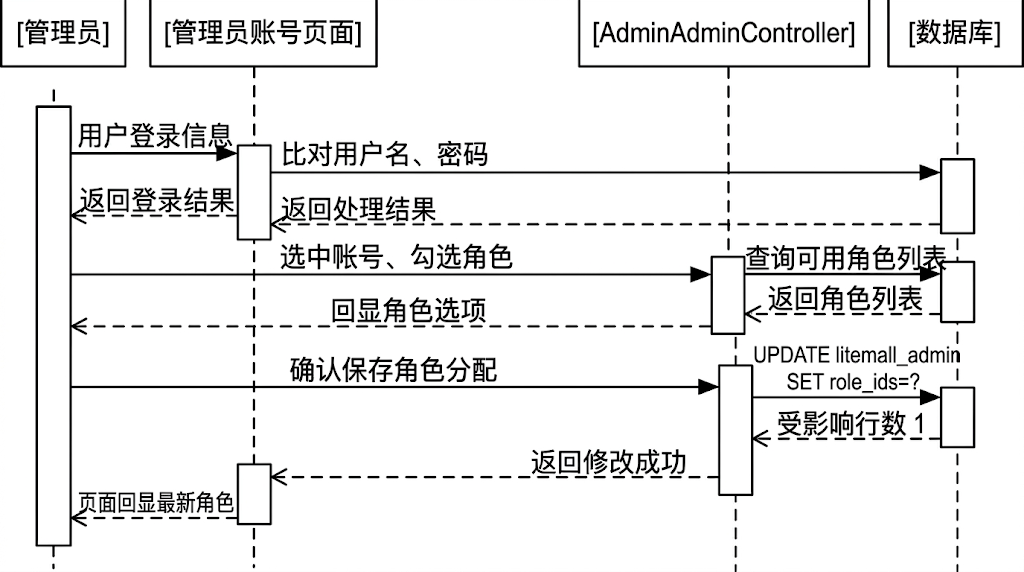 [管理员]
[管理员账号页面]
[AdminAdminController]
[数据库]
用户登录信息
比对用户名、密码
返回登录结果
返回处理结果
选中账号、勾选角色
查询可用角色列表
返回角色列表
回显角色选项
确认保存角色分配
UPDATE litemall_admin
SET role_ids=?
受影响行数 1
返回修改成功
页面回显最新角色